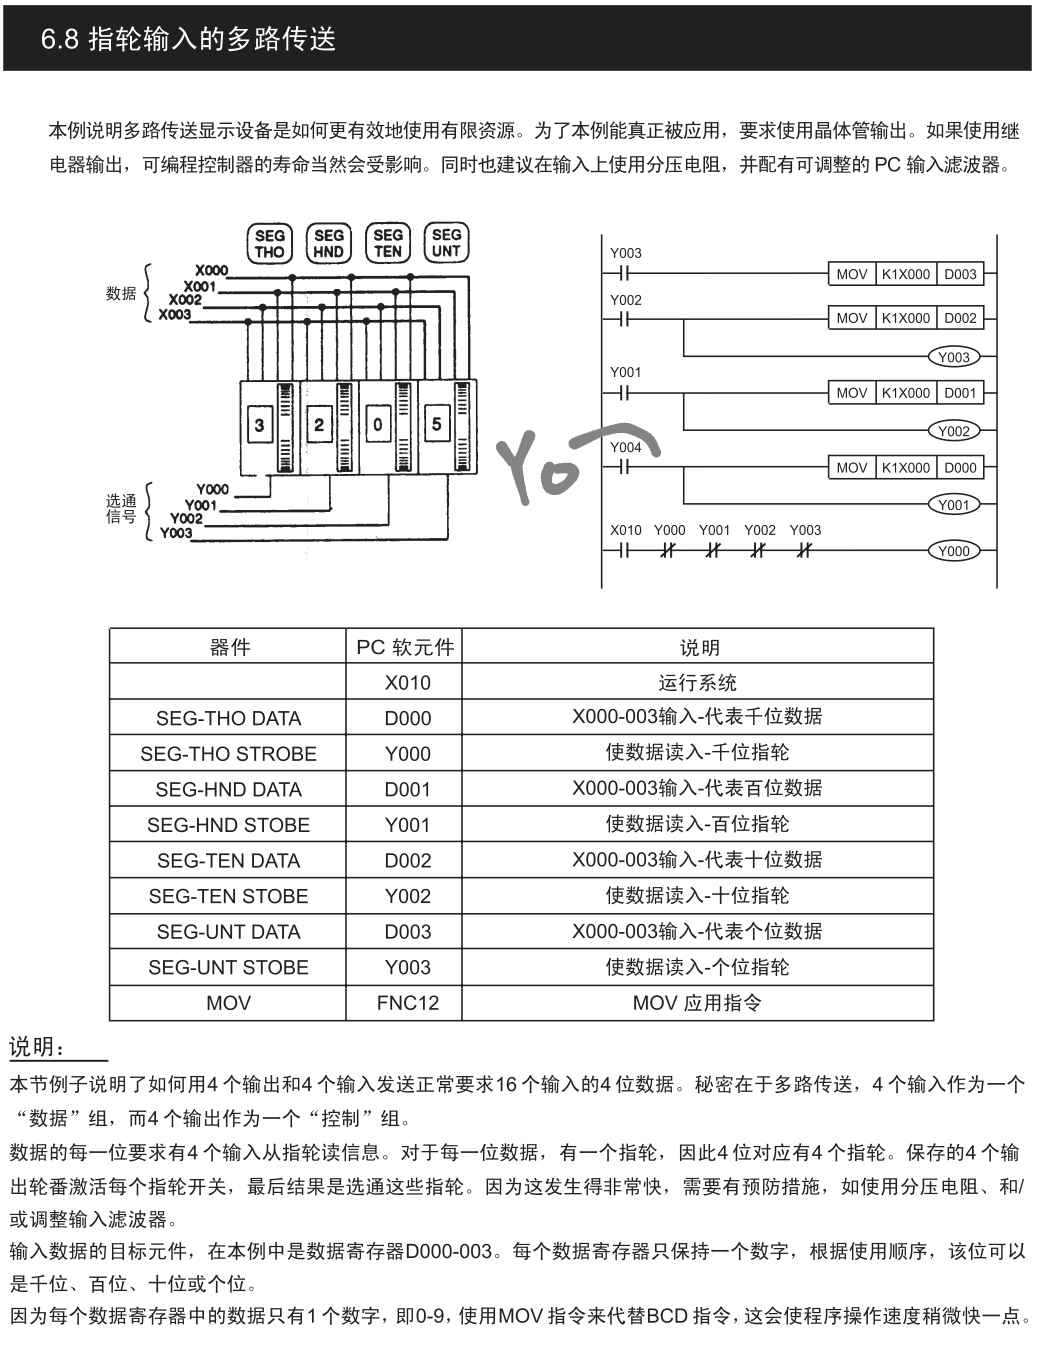 6.8 指轮输入的多路传送
本例说明多路传送显示设备是如何更有效地使用有限资源。为了本例能真正被应用，要求使用晶体管输出。如果使用继
电器输出，可编程控制器的寿命当然会受影响。同时也建议在输入上使用分压电阻，并配有可调整的 PC 输入滤波器。
SEG THO
SEG HND
SEG TEN
SEG UNT
数据
X000
X001
X002
X003
3 2 0 5
选通信号
Y000
Y001
Y002
Y003
Yo
Y003 MOV K1X000 D003
Y002 MOV K1X000 D002
Y003
Y001 MOV K1X000 D001
Y002
Y004 MOV K1X000 D000
Y001
X010 Y000 Y001 Y002 Y003 Y000
器件 PC 软元件 说明
X010 运行系统
SEG-THO DATA D000 X000-003输入-代表千位数据
SEG-THO STROBE Y000 使数据读入-千位指轮
SEG-HND DATA D001 X000-003输入-代表百位数据
SEG-HND STOBE Y001 使数据读入-百位指轮
SEG-TEN DATA D002 X000-003输入-代表十位数据
SEG-TEN STOBE Y002 使数据读入-十位指轮
SEG-UNT DATA D003 X000-003输入-代表个位数据
SEG-UNT STOBE Y003 使数据读入-个位指轮
MOV FNC12 MOV 应用指令
说明：
本节例子说明了如何用4 个输出和4 个输入发送正常要求16 个输入的4 位数据。秘密在于多路传送，4 个输入作为一个
“数据”组，而4 个输出作为一个“控制”组。
数据的每一位要求有4 个输入从指轮读信息。对于每一位数据，有一个指轮，因此4 位对应有4 个指轮。保存的4 个输
出轮番激活每个指轮开关，最后结果是选通这些指轮。因为这发生得非常快，需要有预防措施，如使用分压电阻、和/
或调整输入滤波器。
输入数据的目标元件，在本例中是数据寄存器D000-003。每个数据寄存器只保持一个数字，根据使用顺序，该位可以
是千位、百位、十位或个位。
因为每个数据寄存器中的数据只有1 个数字，即0-9，使用MOV 指令来代替BCD 指令，这会使程序操作速度稍微快一点。